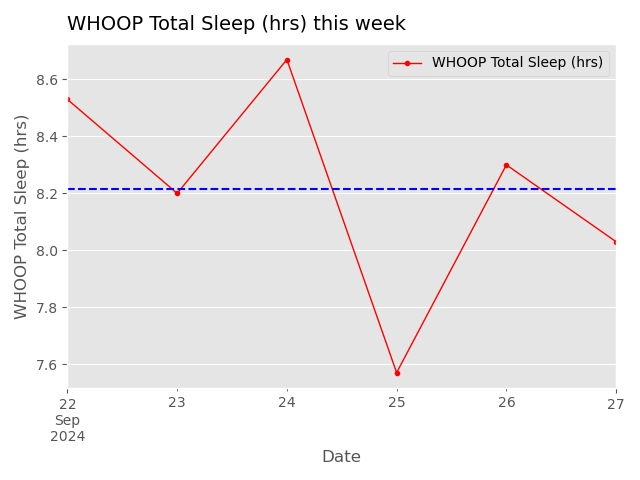 WHOOP Total Sleep (hrs) this week
WHOOP Total Sleep (hrs)
WHOOP Total Sleep (hrs)
8.6
8.4
8.2
8.0
7.8
7.6
22 23 24 25 26 27
Sep
2024
Date